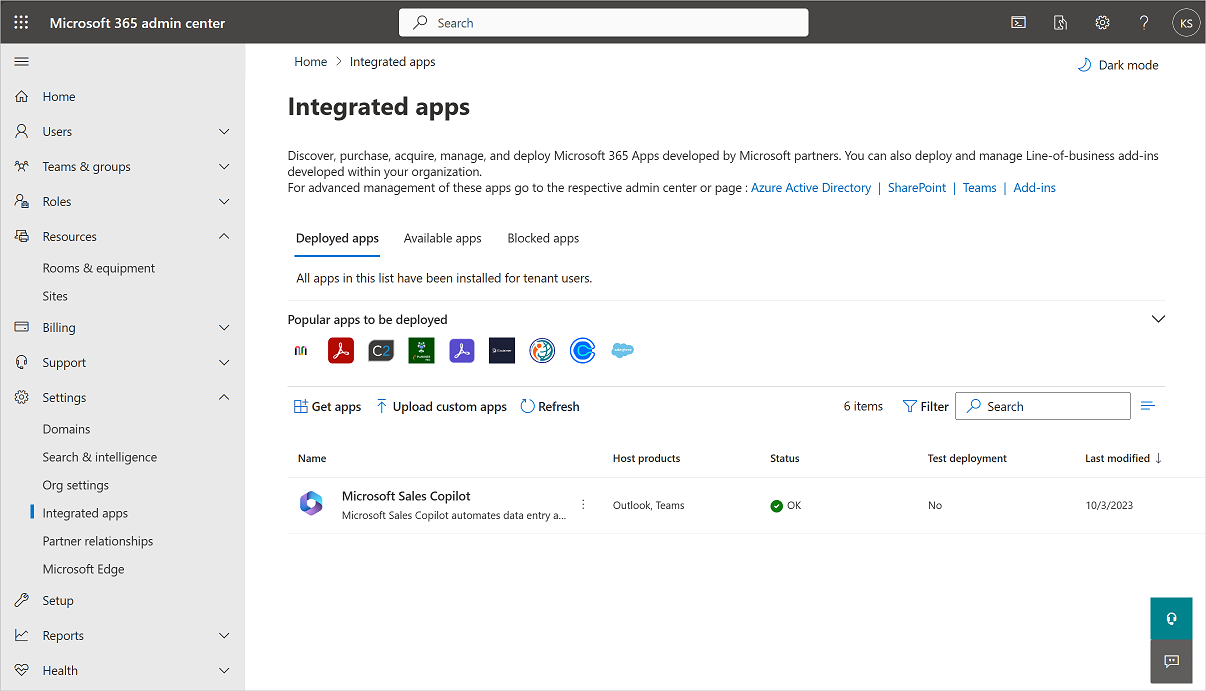 Microsoft 365 admin center
Search
KS
Home
Users
Teams & groups
Roles
Resources
Rooms & equipment
Sites
Billing
Support
Settings
Domains
Search & intelligence
Org settings
Integrated apps
Partner relationships
Microsoft Edge
Setup
Reports
Health
Home > Integrated apps
Dark mode
Integrated apps
Discover, purchase, acquire, manage, and deploy Microsoft 365 Apps developed by Microsoft partners. You can also deploy and manage Line-of-business add-ins
developed within your organization.
For advanced management of these apps go to the respective admin center or page : Azure Active Directory | SharePoint | Teams | Add-ins
Deployed apps Available apps Blocked apps
All apps in this list have been installed for tenant users.
Popular apps to be deployed
C2
Get apps Upload custom apps Refresh 6 items Filter Search
Name Host products Status Test deployment Last modified ↓
Microsoft Sales Copilot
Microsoft Sales Copilot automates data entry a... Outlook, Teams OK No 10/3/2023